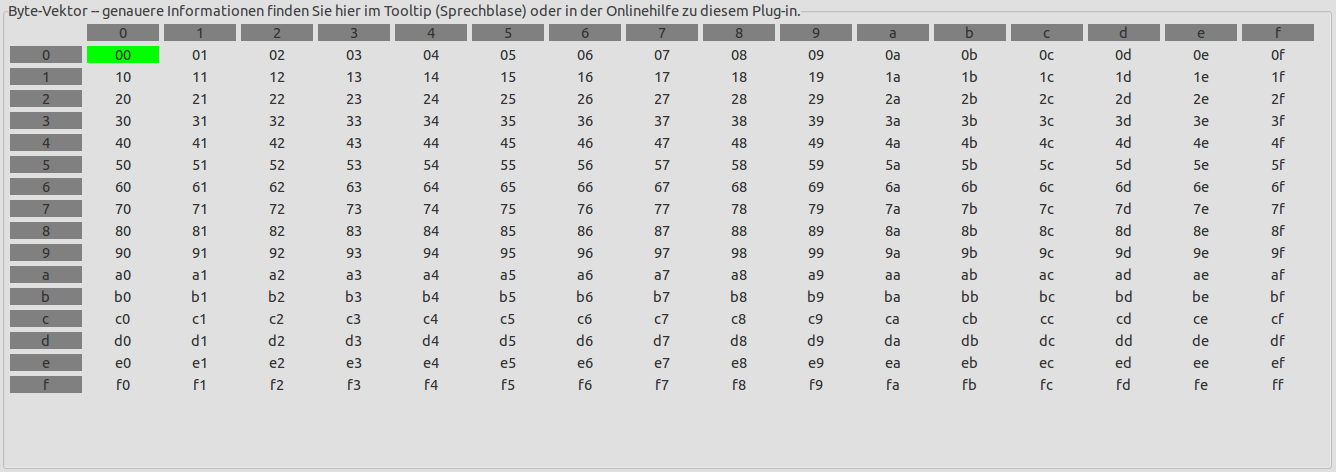 Byte-Vektor -- genauere Informationen finden Sie hier im Tooltip (Sprechblase) oder in der Onlinehilfe zu diesem Plug-in.
0 1 2 3 4 5 6 7 8 9 a b c d e f
0 00 01 02 03 04 05 06 07 08 09 0a 0b 0c 0d 0e 0f
1 10 11 12 13 14 15 16 17 18 19 1a 1b 1c 1d 1e 1f
2 20 21 22 23 24 25 26 27 28 29 2a 2b 2c 2d 2e 2f
3 30 31 32 33 34 35 36 37 38 39 3a 3b 3c 3d 3e 3f
4 40 41 42 43 44 45 46 47 48 49 4a 4b 4c 4d 4e 4f
5 50 51 52 53 54 55 56 57 58 59 5a 5b 5c 5d 5e 5f
6 60 61 62 63 64 65 66 67 68 69 6a 6b 6c 6d 6e 6f
7 70 71 72 73 74 75 76 77 78 79 7a 7b 7c 7d 7e 7f
8 80 81 82 83 84 85 86 87 88 89 8a 8b 8c 8d 8e 8f
9 90 91 92 93 94 95 96 97 98 99 9a 9b 9c 9d 9e 9f
a a0 a1 a2 a3 a4 a5 a6 a7 a8 a9 aa ab ac ad ae af
b b0 b1 b2 b3 b4 b5 b6 b7 b8 b9 ba bb bc bd be bf
c c0 c1 c2 c3 c4 c5 c6 c7 c8 c9 ca cb cc cd ce cf
d d0 d1 d2 d3 d4 d5 d6 d7 d8 d9 da db dc dd de df
e e0 e1 e2 e3 e4 e5 e6 e7 e8 e9 ea eb ec ed ee ef
f f0 f1 f2 f3 f4 f5 f6 f7 f8 f9 fa fb fc fd fe ff